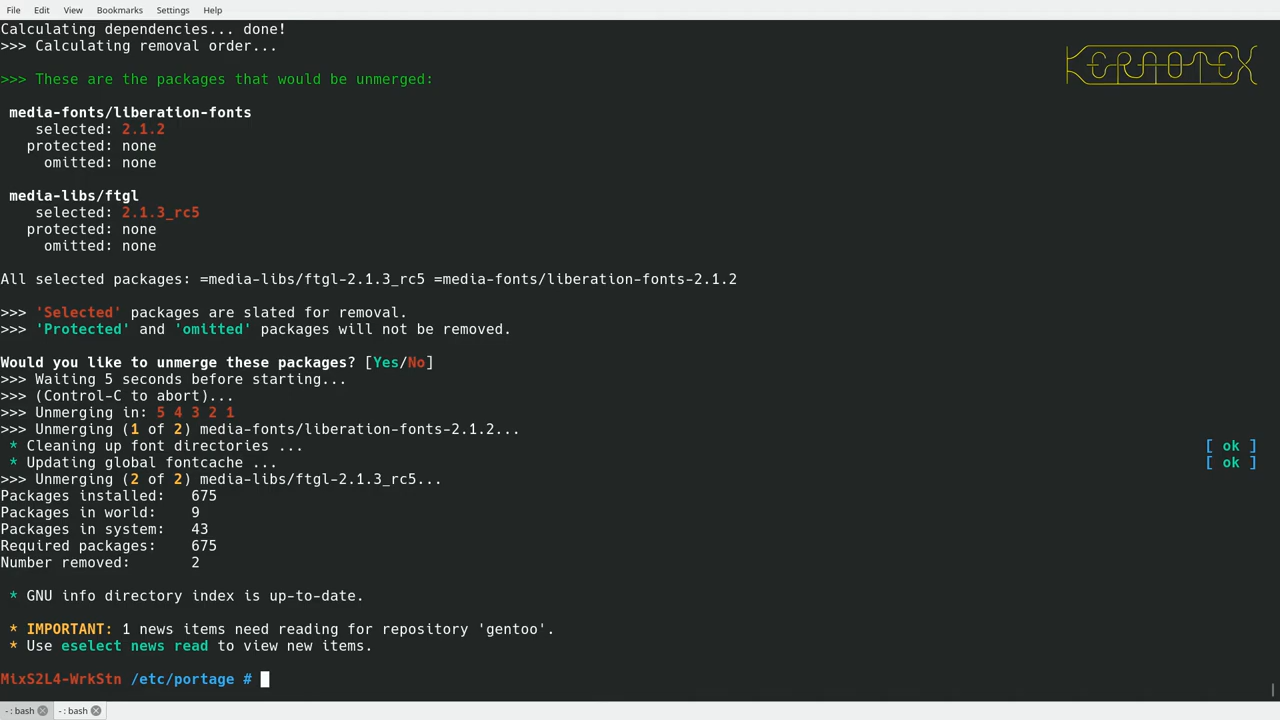 File Edit View Bookmarks Settings Help
Calculating dependencies... done!
>>> Calculating removal order...
KERAOTEX
>>> These are the packages that would be unmerged:
media-fonts/liberation-fonts
selected: 2.1.2
protected: none
omitted: none
media-libs/ftgl
selected: 2.1.3_rc5
protected: none
omitted: none
All selected packages: =media-libs/ftgl-2.1.3_rc5 =media-fonts/liberation-fonts-2.1.2
>>> 'Selected' packages are slated for removal.
>>> 'Protected' and 'omitted' packages will not be removed.
Would you like to unmerge these packages? [Yes/No]
>>> Waiting 5 seconds before starting...
>>> (Control-C to abort)...
>>> Unmerging in: 5 4 3 2 1
>>> Unmerging (1 of 2) media-fonts/liberation-fonts-2.1.2...
* Cleaning up font directories ... [ ok ]
* Updating global fontcache ... [ ok ]
>>> Unmerging (2 of 2) media-libs/ftgl-2.1.3_rc5...
Packages installed: 675
Packages in world: 9
Packages in system: 43
Required packages: 675
Number removed: 2
* GNU info directory index is up-to-date.
* IMPORTANT: 1 news items need reading for repository 'gentoo'.
* Use eselect news read to view new items.
MixS2L4-WrkStn /etc/portage #
- : bash - : bash